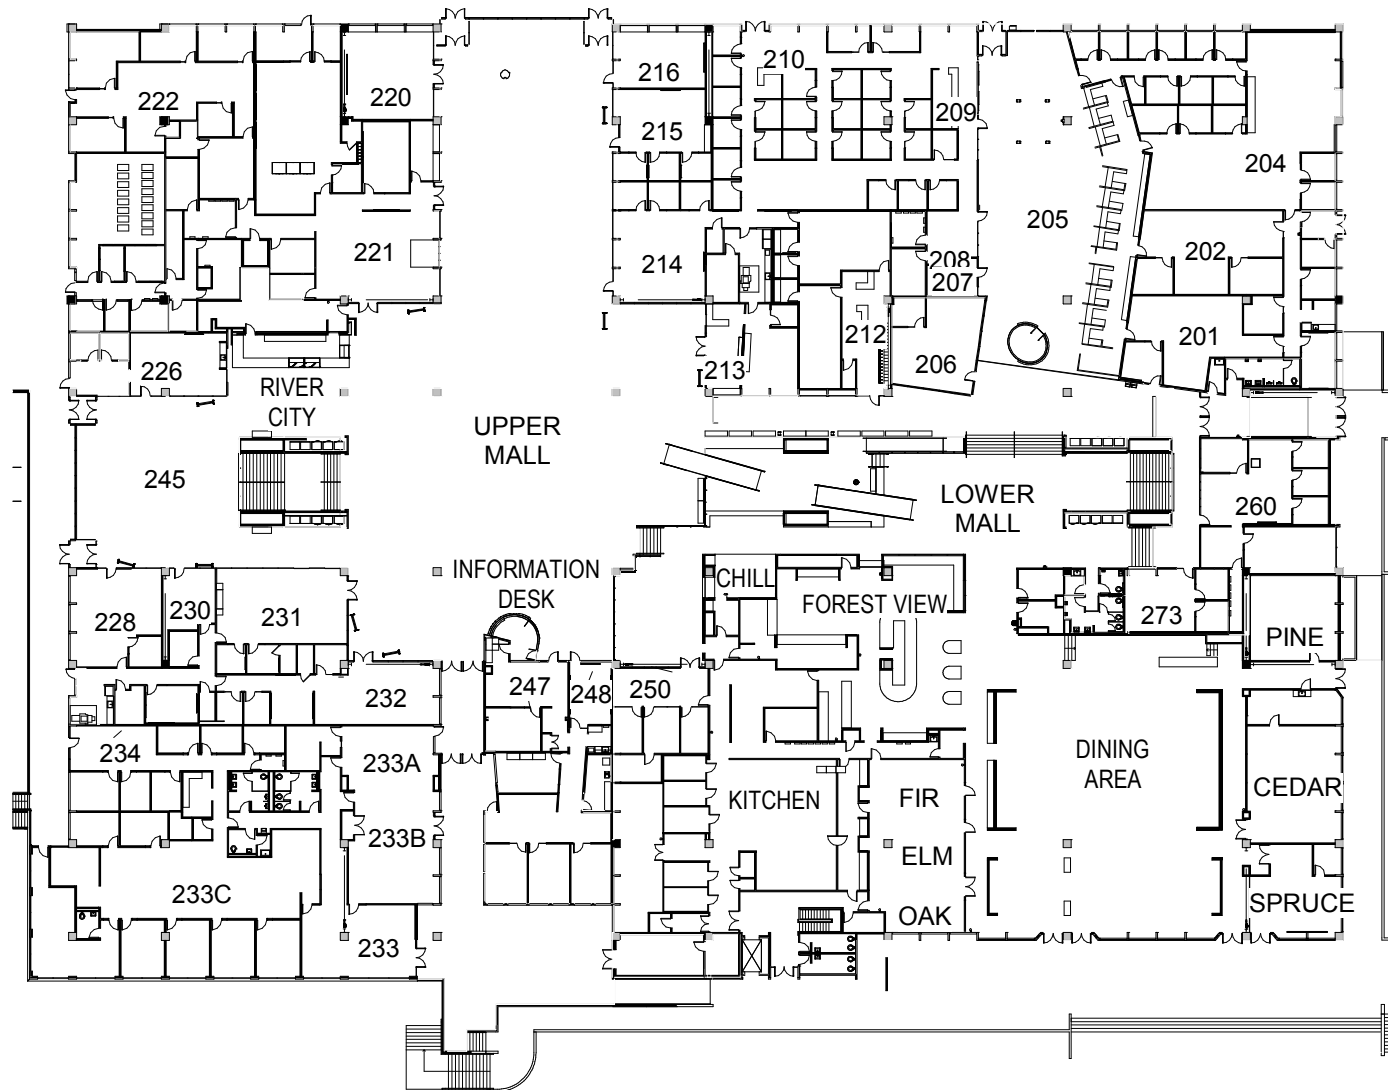 210
216
222
220
209
215
204
205
221
214
208
202
207
201
212
206
213
226
RIVER
CITY
UPPER
MALL
245
LOWER
MALL
260
INFORMATION
DESK
CHILL
FOREST VIEW
228
230
231
273
PINE
247
248
250
232
234
233A
DINING
AREA
CEDAR
KITCHEN
FIR
233B
ELM
233C
OAK
SPRUCE
233